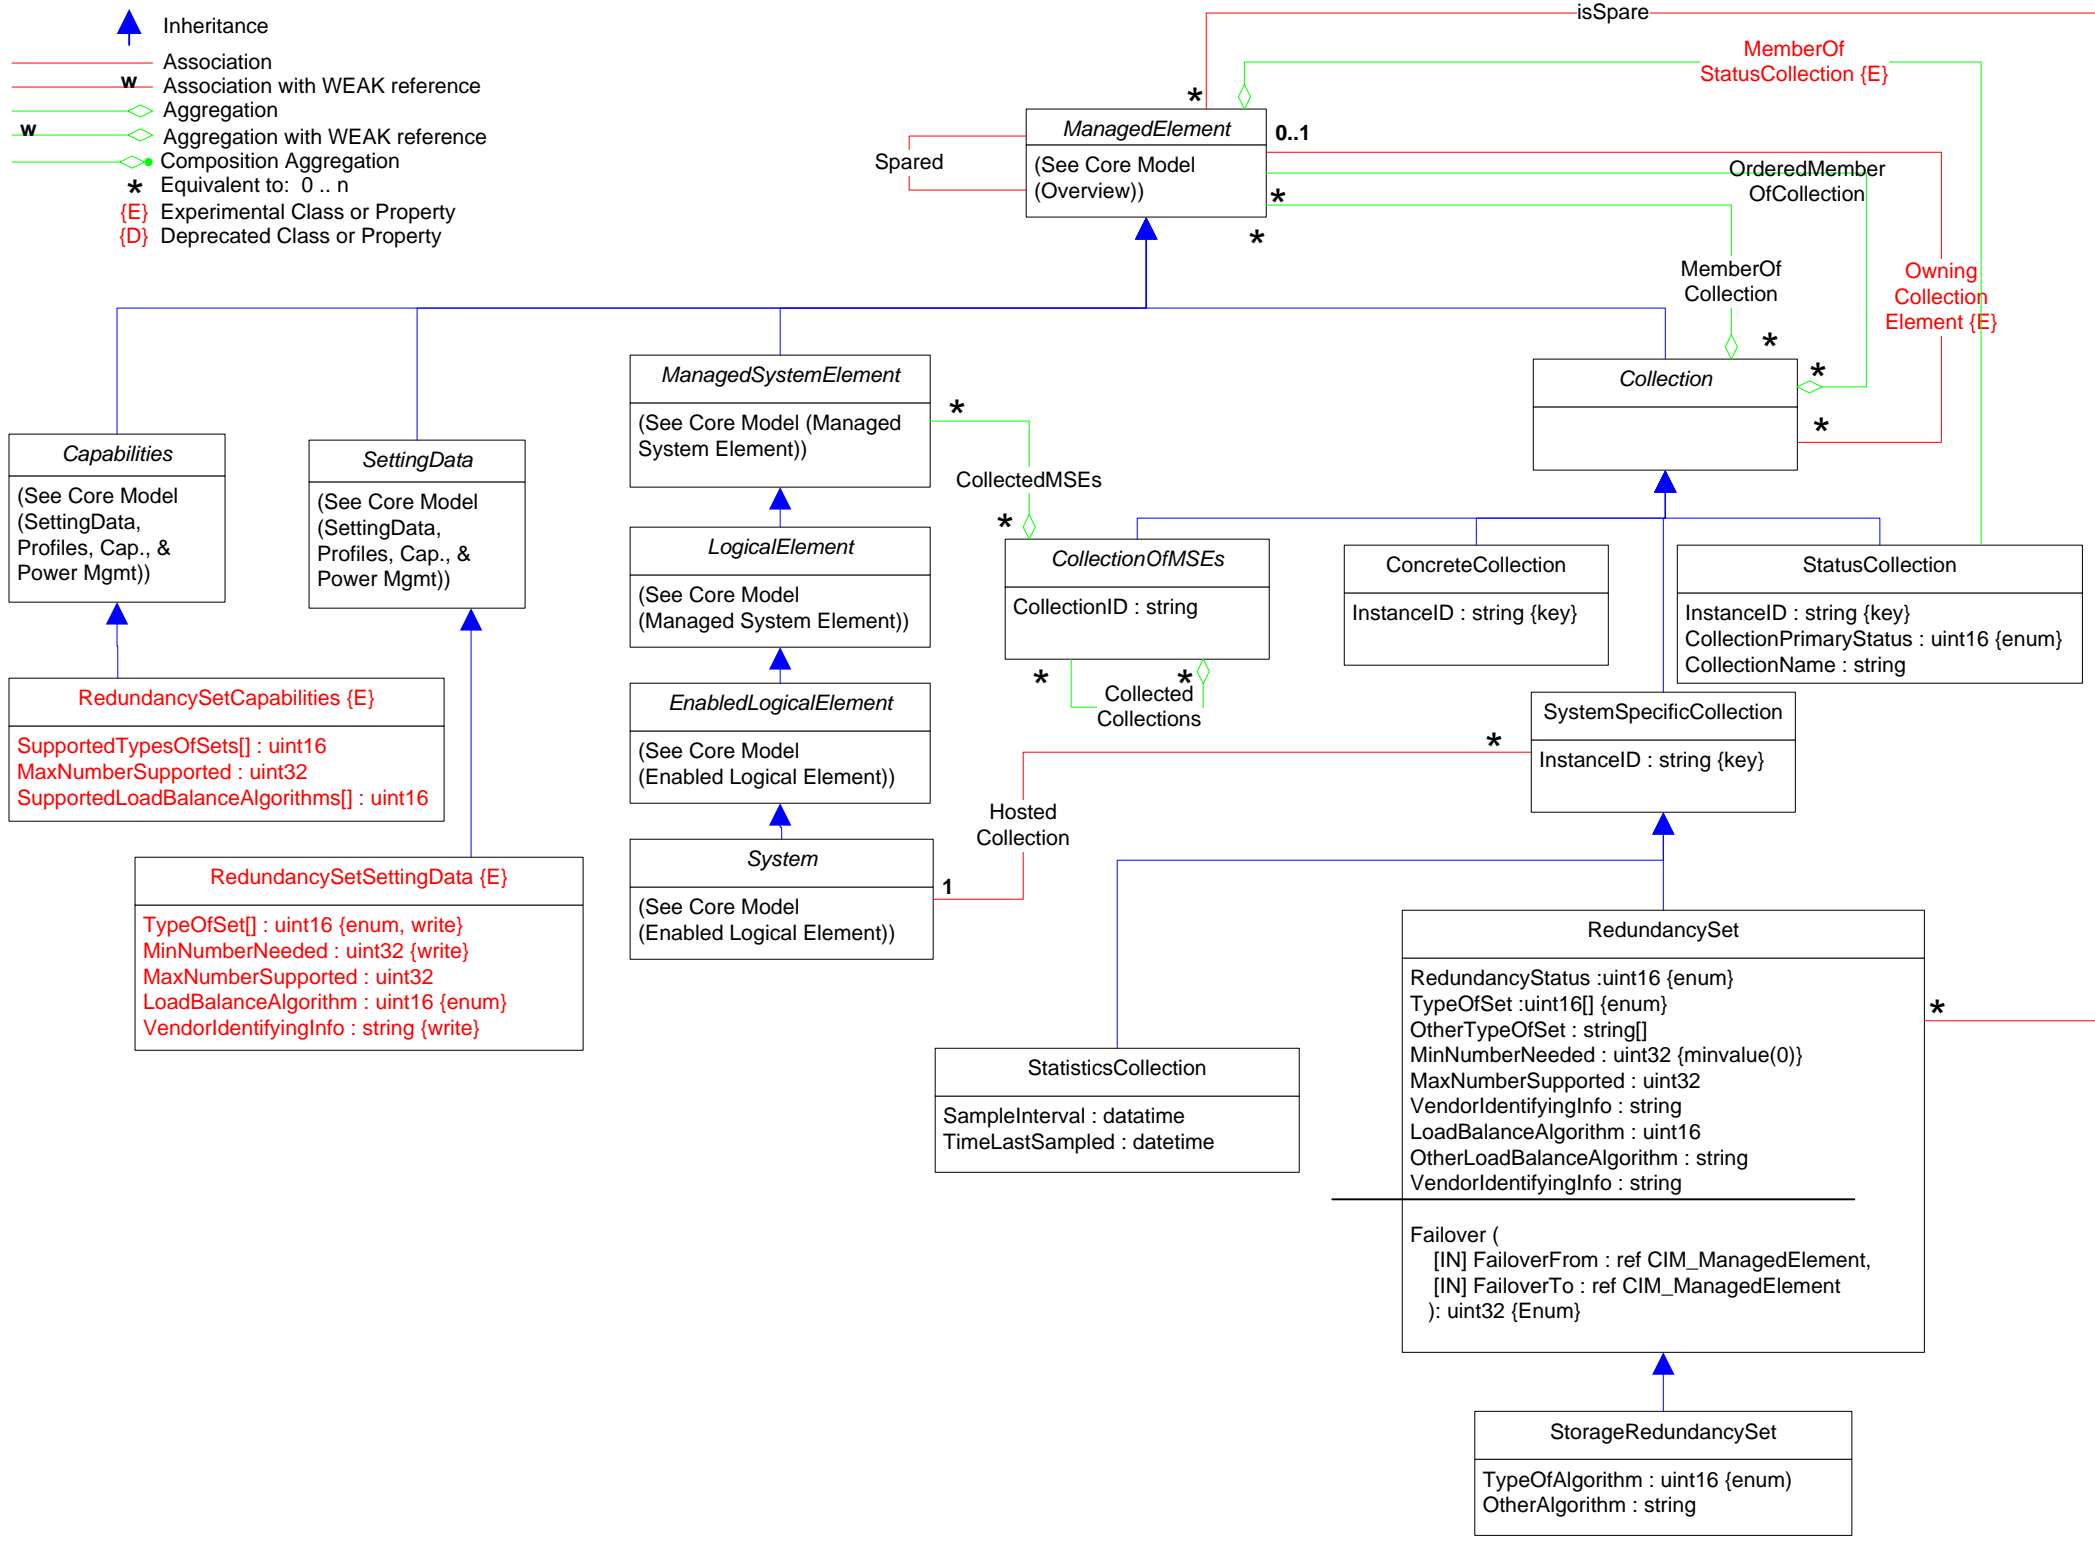 Inheritance
Association
w
Association with WEAK reference
Aggregation
w
Aggregation with WEAK reference
Composition Aggregation
*
Equivalent to: 0 .. n
{E} Experimental Class or Property
{D} Deprecated Class or Property
isSpare
MemberOf
StatusCollection {E}
*
ManagedElement
0..1
(See Core Model
(Overview))
Spared
*
*
OrderedMember
OfCollection
MemberOf
Collection
Owning
Collection
Element {E}
*
*
*
Collection
ManagedSystemElement
(See Core Model (Managed
System Element))
*
CollectedMSEs
*
Capabilities
(See Core Model
(SettingData,
Profiles, Cap., &
Power Mgmt))
SettingData
(See Core Model
(SettingData,
Profiles, Cap., &
Power Mgmt))
LogicalElement
(See Core Model
(Managed System Element))
CollectionOfMSEs
CollectionID : string
*
*
Collected
Collections
ConcreteCollection
InstanceID : string {key}
StatusCollection
InstanceID : string {key}
CollectionPrimaryStatus : uint16 {enum}
CollectionName : string
RedundancySetCapabilities {E}
SupportedTypesOfSets[] : uint16
MaxNumberSupported : uint32
SupportedLoadBalanceAlgorithms[] : uint16
EnabledLogicalElement
(See Core Model
(Enabled Logical Element))
SystemSpecificCollection
InstanceID : string {key}
*
Hosted
Collection
1
System
(See Core Model
(Enabled Logical Element))
RedundancySetSettingData {E}
TypeOfSet[] : uint16 {enum, write}
MinNumberNeeded : uint32 {write}
MaxNumberSupported : uint32
LoadBalanceAlgorithm : uint16 {enum}
VendorIdentifyingInfo : string {write}
RedundancySet
RedundancyStatus :uint16 {enum}
TypeOfSet :uint16[] {enum}
OtherTypeOfSet : string[]
MinNumberNeeded : uint32 {minvalue(0)}
MaxNumberSupported : uint32
VendorIdentifyingInfo : string
LoadBalanceAlgorithm : uint16
OtherLoadBalanceAlgorithm : string
VendorIdentifyingInfo : string
Failover (
[IN] FailoverFrom : ref CIM_ManagedElement,
[IN] FailoverTo : ref CIM_ManagedElement
): uint32 {Enum}
*
StatisticsCollection
SampleInterval : datatime
TimeLastSampled : datetime
StorageRedundancySet
TypeOfAlgorithm : uint16 {enum)
OtherAlgorithm : string